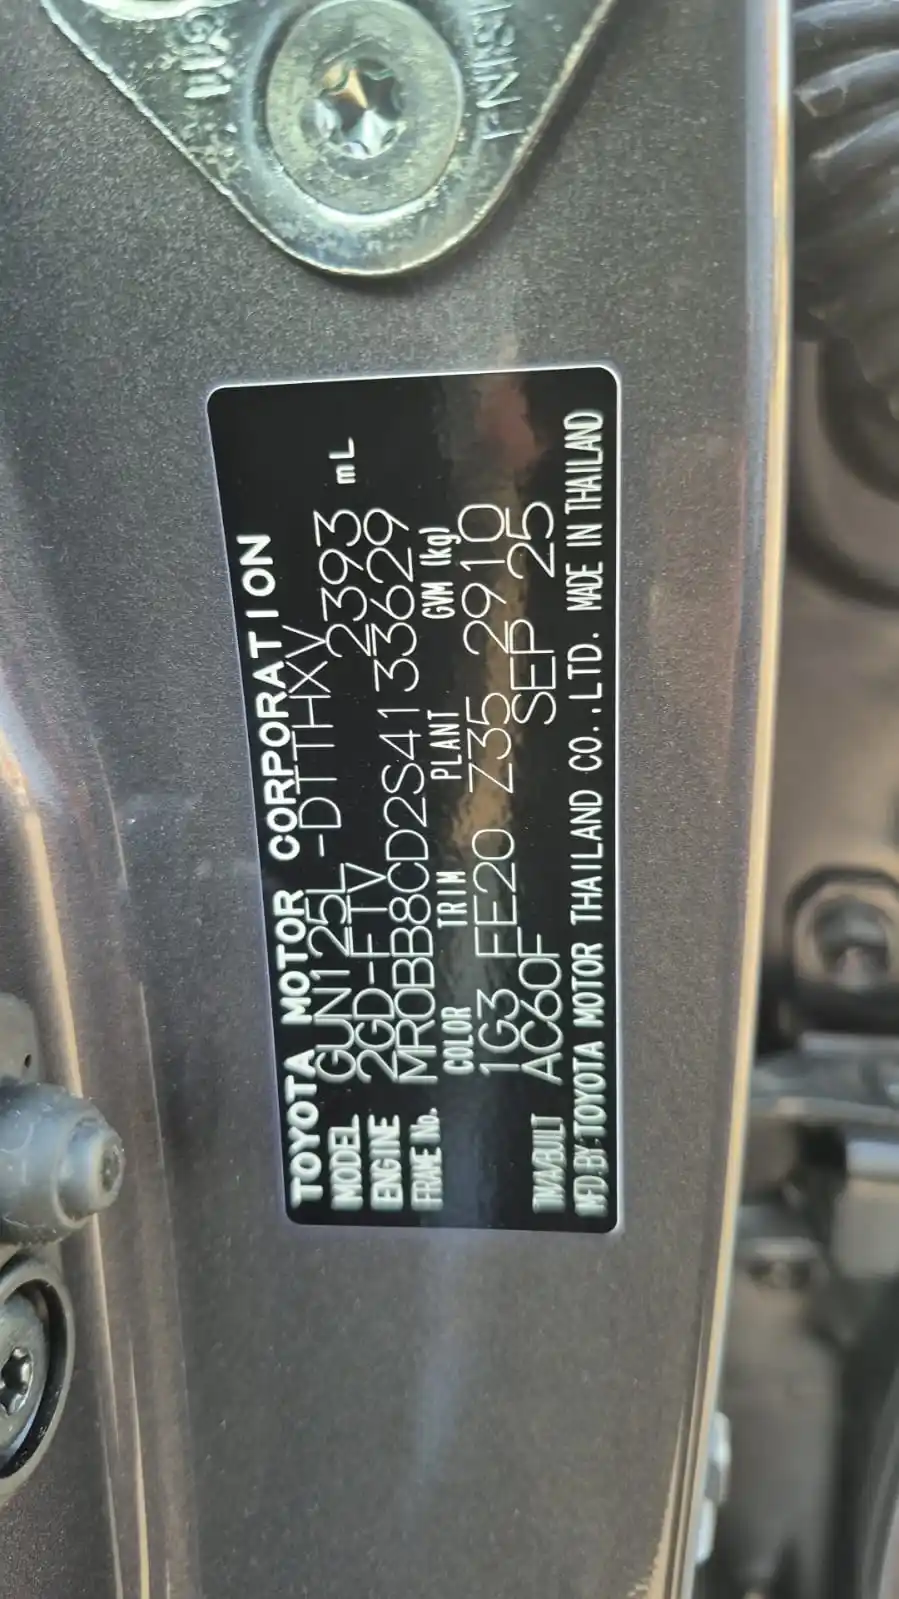 TOYOTA MOTOR CORPORATION
MODEL GUN125L-DTTHXV
ENGINE 2GD-FTV 2393 mL
FRAME No. MR0BB8CD2S4133629
COLOR TRIM PLANT GVM (kg)
1G3 FE20 Z35 2910
TM/A/BUILT AC60F SEP 25
MFD.BY:TOYOTA MOTOR THAILAND CO.,LTD. MADE IN THAILAND